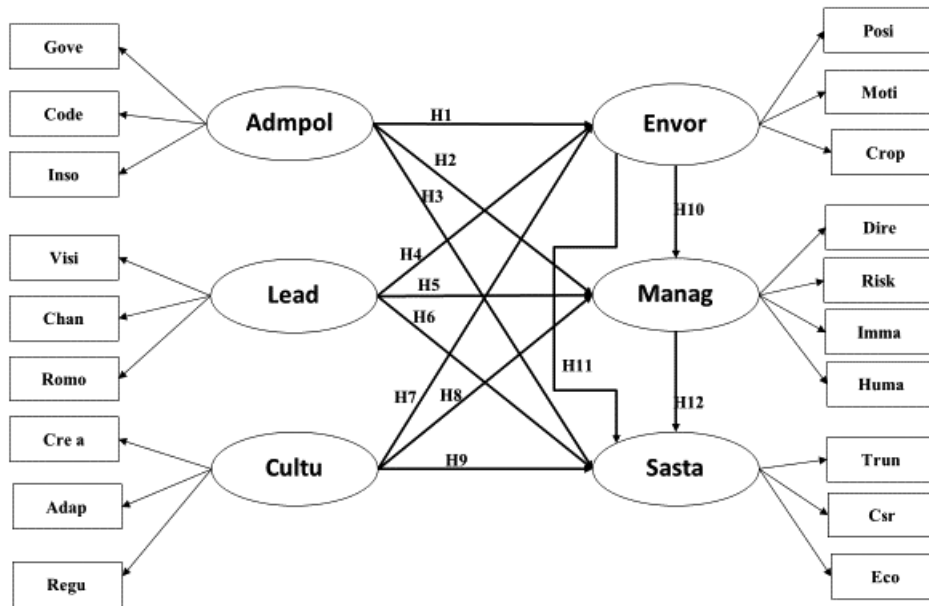 Gove
Code
Inso
Visi
Chan
Romo
Cre a
Adap
Regu
Admpol
Lead
Cultu
H1
H2
H3
H4
H5
H6
H7
H8
H9
Envor
Manag
Sasta
H10
H11
H12
Posi
Moti
Crop
Dire
Risk
Imma
Huma
Trun
Csr
Eco